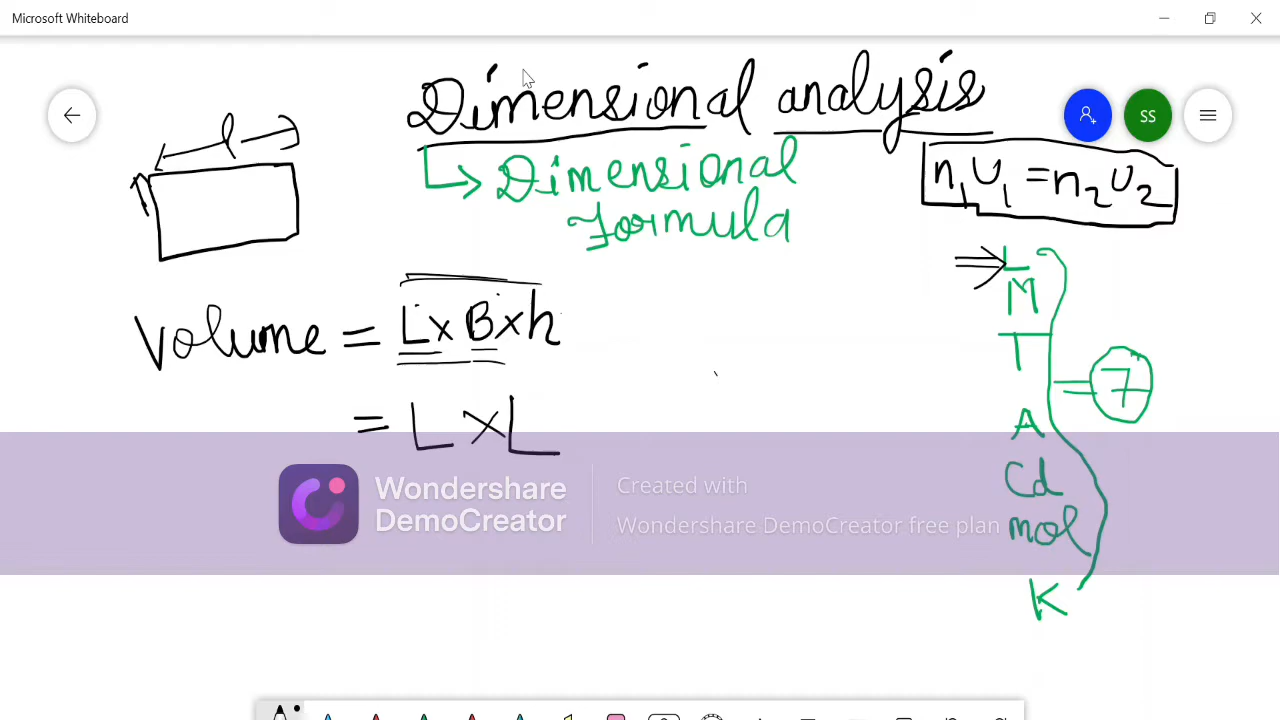 Microsoft Whiteboard
Dimensional analysis
SS
l
Dimensional
Formula
n₁U₁ = n₂U₂
L
M
T
A
Cd
mol
K
= 7
Volume = L x B x h
= L x L
Wondershare
DemoCreator
Created with
Wondershare DemoCreator free plan